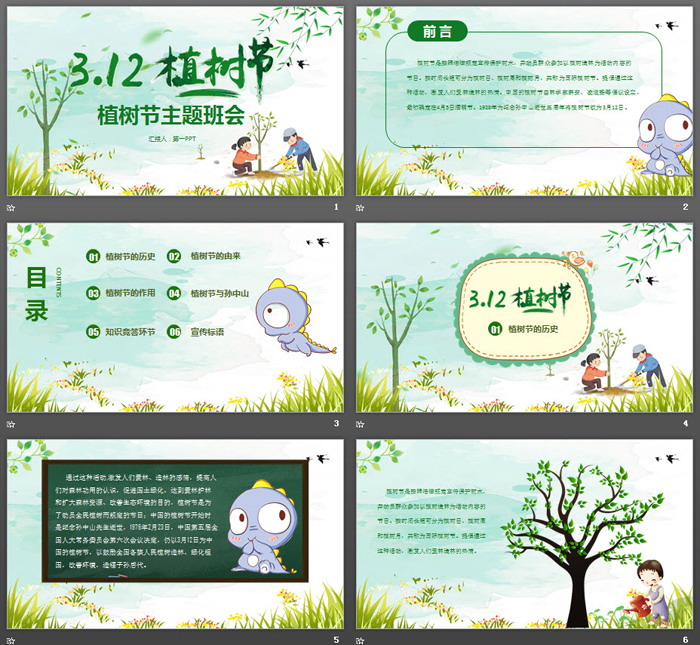 3.12 植树节
植树节主题班会
汇报人：第一PPT
1
前言
植树节是按照法律规定宣传保护树木，并动员群众参加以植树造林为活动内容的
节日。按时间长短可分为植树日、植树周和植树月，共称为国际植树节。提倡通过这
种活动，激发人们爱林造林的热情。中国的植树节由凌道扬等倡议设立，
最初确定在4月5日清明节。1928年为纪念孙中山逝世三周年将植树节改为3月12日。
2
目录
CONTENTS
01 植树节的历史 02 植树节的由来
03 植树节的作用 04 植树节与孙中山
05 知识竞答环节 06 宣传标语
3
3.12 植树节
01 植树节的历史
4
通过这种活动,激发人们爱林、造林的感情，提高人
们对森林功用的认识，促进国土绿化，达到爱林护林
和扩大森林资源、改善生态环境的目的。植树节是为
了动员全民植树而规定的节日。中国的植树节开始时
是纪念孙中山先生逝世。1979年2月23日，中国第五届全
国人大常务委员会第六次会议决定，仍以3月12日为中
国的植树节，以鼓励全国各族人民植树造林，绿化祖
国，改善环境，造福子孙后代。
5
植树节是按照法律规定宣传保护树木，
并动员群众参加以植树造林为活动内容的
节日。按时间长短可分为植树日、植树周
和植树月，共称为国际植树节。提倡通过
这种活动，激发人们爱林造林的热情。
6